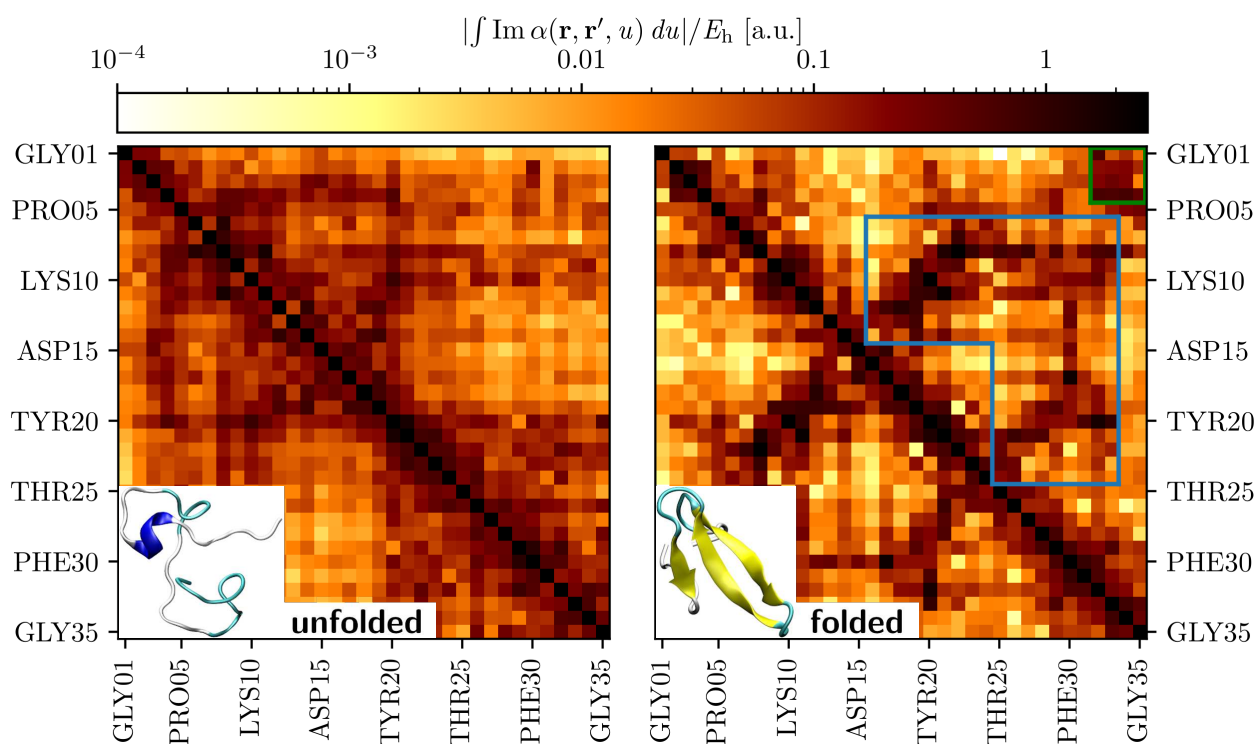 |∫ Im α(r, r′, u) du|/E_h [a.u.]
10⁻⁴ 10⁻³ 0.01 0.1 1
GLY01 GLY01
PRO05 PRO05
LYS10 LYS10
ASP15 ASP15
TYR20 TYR20
THR25 THR25
PHE30 PHE30
unfolded folded
GLY35 GLY35
GLY01 PRO05 LYS10 ASP15 TYR20 THR25 PHE30 GLY35 GLY01 PRO05 LYS10 ASP15 TYR20 THR25 PHE30 GLY35